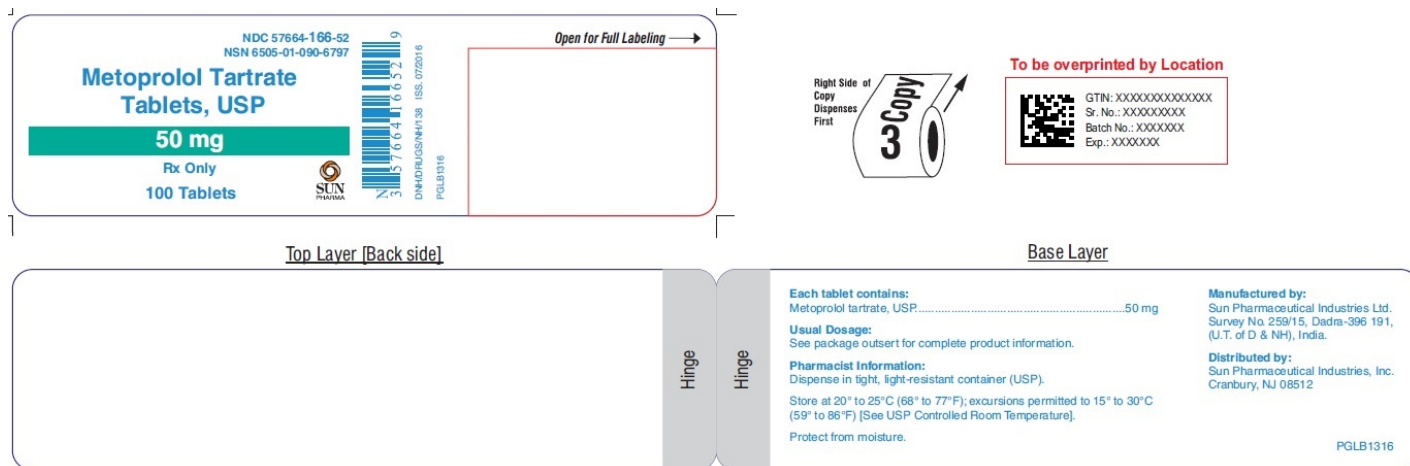 NDC 57664-166-52
NSN 6505-01-090-6797
Metoprolol Tartrate
Tablets, USP
50 mg
Rx Only
100 Tablets
SUN
PHARMA
N
3 57664 16652 9
DNH/DRUGS/NH/138 ISS. 07/2016
PGLB1316
Open for Full Labeling
Right Side of
Copy
Dispenses
First
Copy
3
To be overprinted by Location
GTIN: XXXXXXXXXXXXXX
Sr. No.: XXXXXXXXX
Batch No.: XXXXXXX
Exp.: XXXXXXX
Top Layer [Back side]
Hinge
Base Layer
Hinge
Each tablet contains:
Metoprolol tartrate, USP................................................................50 mg
Usual Dosage:
See package outsert for complete product information.
Pharmacist Information:
Dispense in tight, light-resistant container (USP).
Store at 20° to 25°C (68° to 77°F); excursions permitted to 15° to 30°C
(59° to 86°F) [See USP Controlled Room Temperature].
Protect from moisture.
Manufactured by:
Sun Pharmaceutical Industries Ltd.
Survey No. 259/15, Dadra-396 191,
(U.T. of D & NH), India.
Distributed by:
Sun Pharmaceutical Industries, Inc.
Cranbury, NJ 08512
PGLB1316